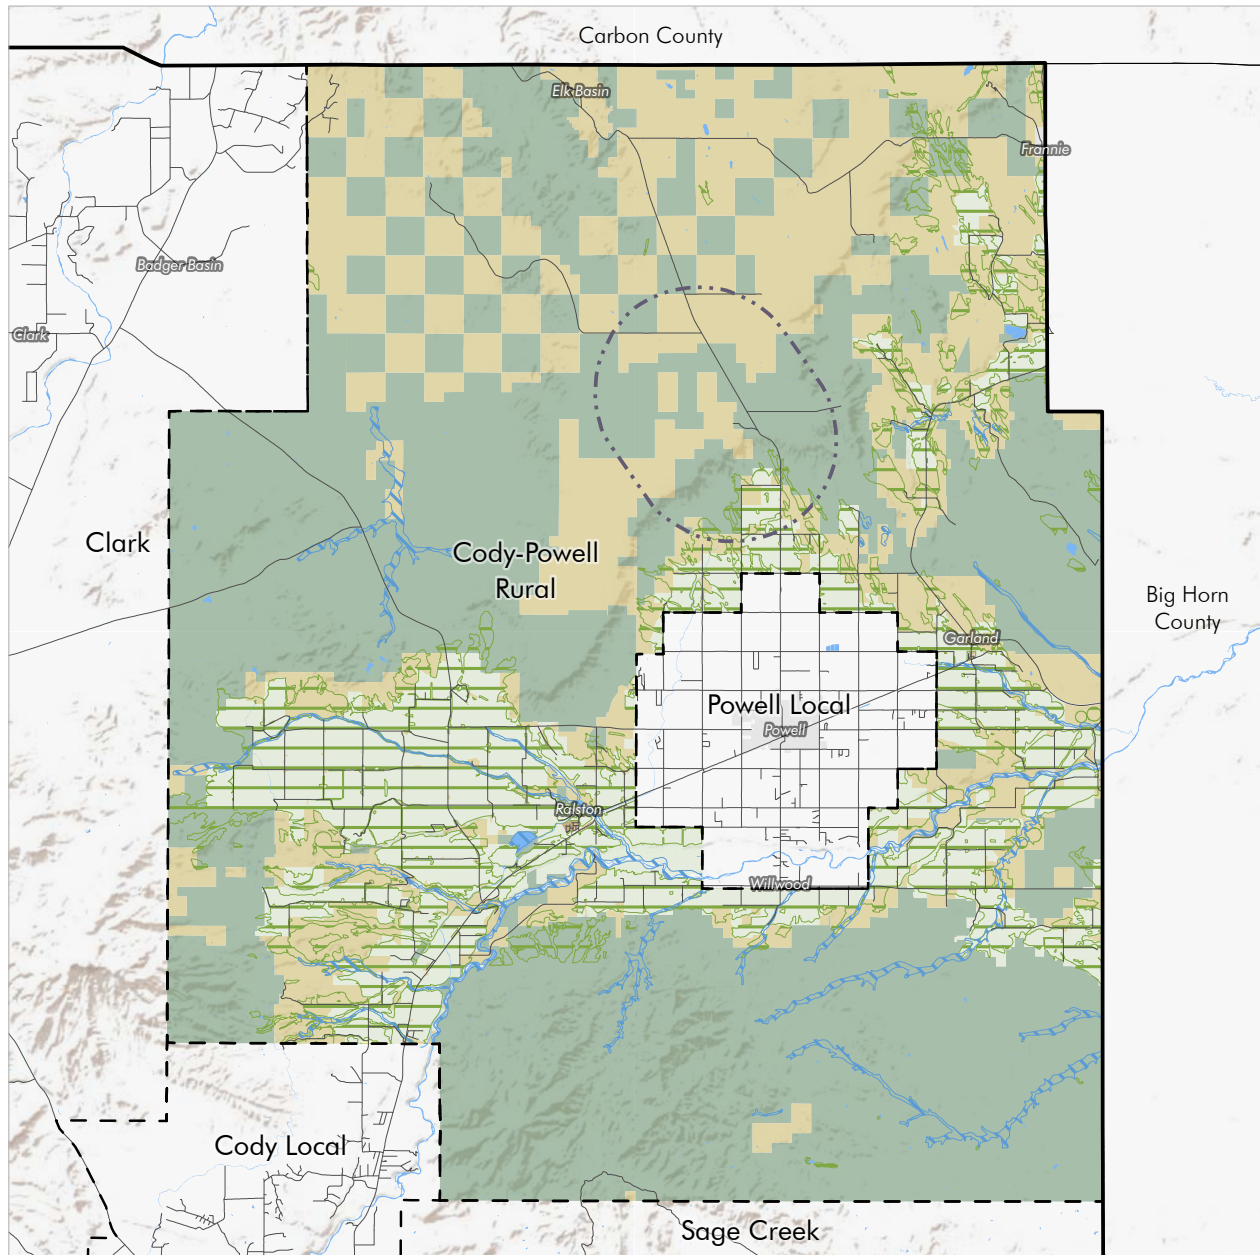 Carbon County
Elk Basin
Frannie
Badger Basin
Clark
Clark
Cody-Powell
Rural
Big Horn
County
Garland
Powell Local
Powell
Ralston
Willwood
Cody Local
Sage Creek